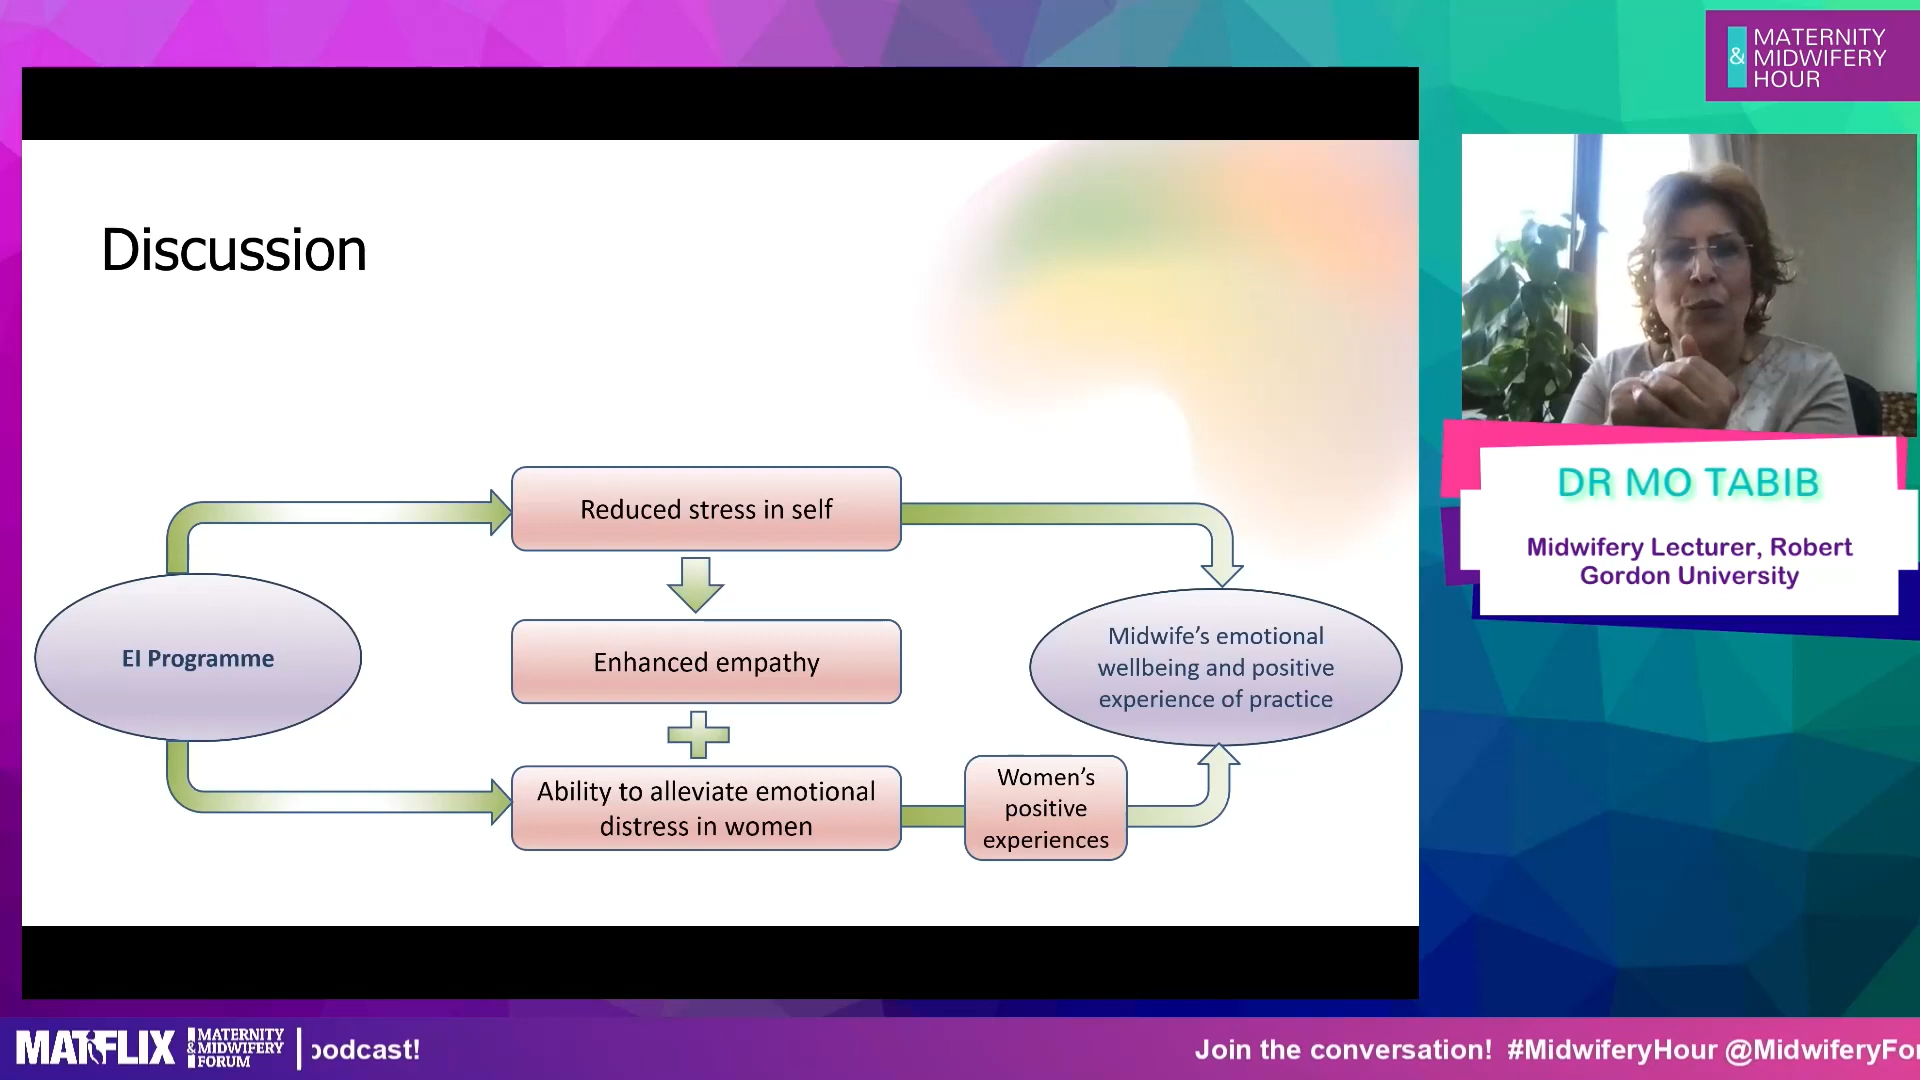 MATERNITY
& MIDWIFERY
HOUR
Discussion
Reduced stress in self
EI Programme
Enhanced empathy
Ability to alleviate emotional
distress in women
Women's
positive
experiences
Midwife's emotional
wellbeing and positive
experience of practice
DR MO TABIB
Midwifery Lecturer, Robert
Gordon University
MATFLIX
MATERNITY
& MIDWIFERY
FORUM
podcast!
Join the conversation! #MidwiferyHour @MidwiferyFor